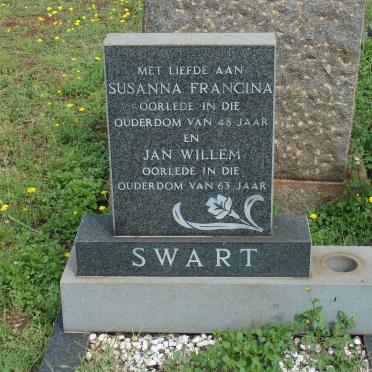 MET LIEFDE AAN
SUSANNA FRANCINA
OORLEDE IN DIE
OUDERDOM VAN 48 JAAR
EN
JAN WILLEM
OORLEDE IN DIE
OUDERDOM VAN 63 JAAR
SWART